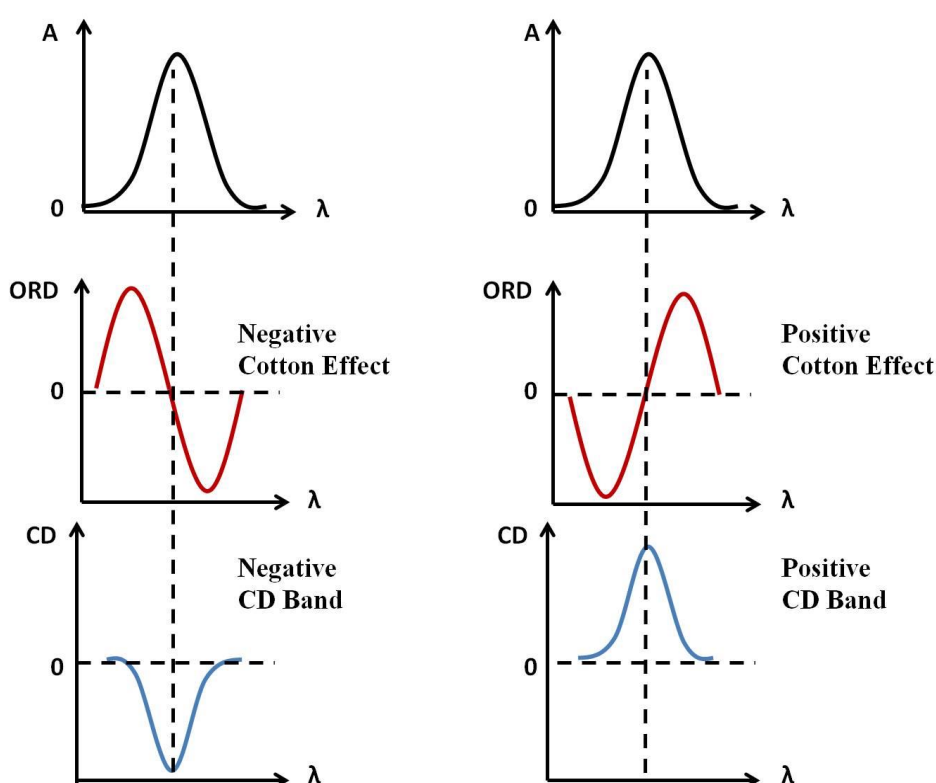 A
0
λ
A
0
λ
ORD
0
Negative
Cotton Effect
λ
ORD
0
Positive
Cotton Effect
λ
CD
0
Negative
CD Band
λ
CD
0
Positive
CD Band
λ